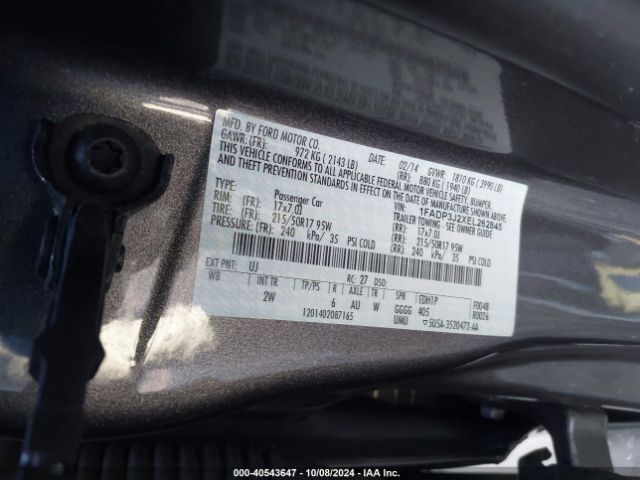 MFD. BY FORD MOTOR CO.
DATE: 02/14 GVWR: 1810 KG ( 3990 LB)
GAWR: (FR): 972 KG ( 2143 LB) (RR): 880 KG ( 1940 LB)
THIS VEHICLE CONFORMS TO ALL APPLICABLE FEDERAL MOTOR VEHICLE SAFETY, BUMPER,
AND THEFT PREVENTION STANDARDS IN EFFECT ON THE DATE OF MANUFACTURE SHOWN ABOVE.
VIN: 1FADP3J2XEL262845
TYPE: Passenger Car TRAILER TOWING - SEE OWNER GUIDE
RIM: (FR): 17x7.0J (RR): 17x7.0J
TIRE: 215/50R17 95W 215/50R17 95W
PRESSURE: (FR): 240 kPa/ 35 PSI COLD (RR): 240 kPa/ 35 PSI COLD
EXT PNT: UJ RC: 27 DSO:
WB INT TR TP/PS R AXLE TR SPR EDH1P F0048
2W 6 AU W GGGG 405 R0026
1201402087165 UMU 5U5A-3520472-AA
000-40543647 - 10/08/2024 - IAA Inc.